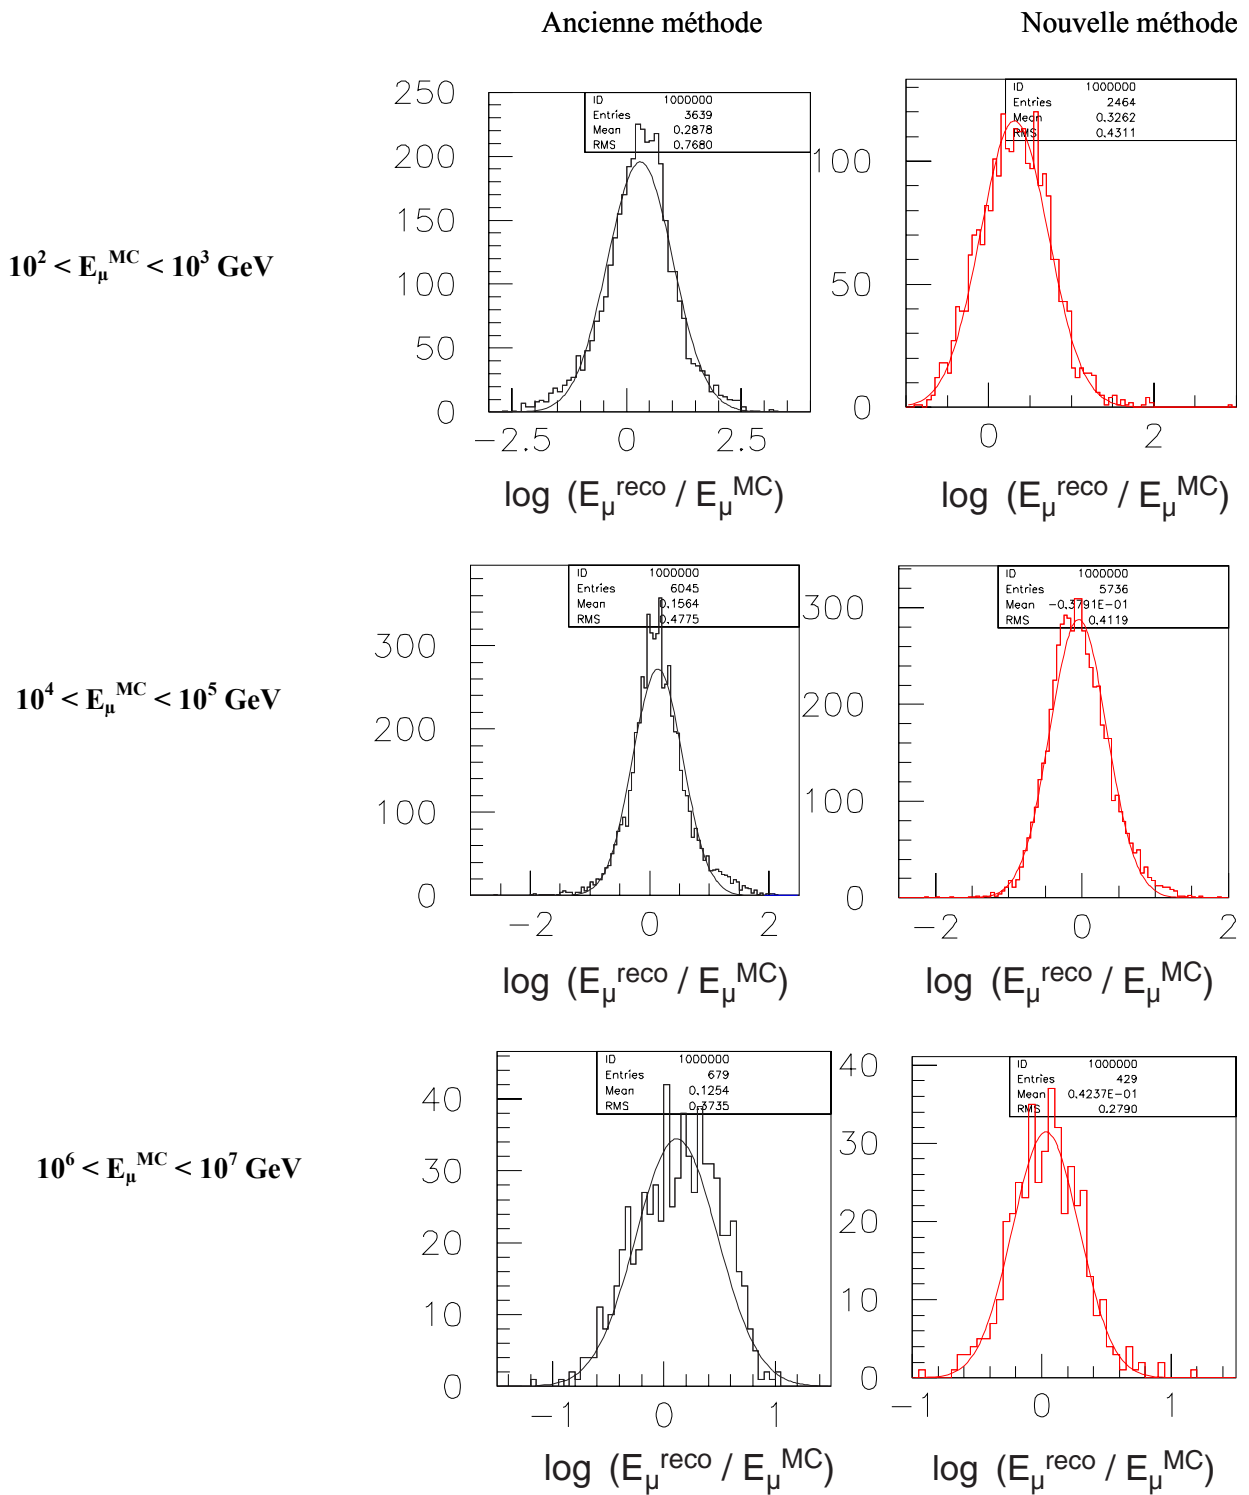 Ancienne méthode
Nouvelle méthode
10² < Eμ^MC < 10³ GeV
ID 1000000
Entries 3639
Mean 0.2878
RMS 0.7680
250
200
150
100
50
0
−2.5 0 2.5
log (Eμ^reco / Eμ^MC)
ID 1000000
Entries 2464
Mean 0.3262
RMS 0.4311
100
50
0
0 2
log (Eμ^reco / Eμ^MC)
10⁴ < Eμ^MC < 10⁵ GeV
ID 1000000
Entries 6045
Mean 0.1564
RMS 0.4775
300
200
100
0
−2 0 2
log (Eμ^reco / Eμ^MC)
ID 1000000
Entries 5736
Mean −0.3791E−01
RMS 0.4119
300
200
100
0
−2 0 2
log (Eμ^reco / Eμ^MC)
10⁶ < Eμ^MC < 10⁷ GeV
ID 1000000
Entries 679
Mean 0.1254
RMS 0.3735
40
30
20
10
0
−1 0 1
log (Eμ^reco / Eμ^MC)
ID 1000000
Entries 429
Mean 0.4237E−01
RMS 0.2790
40
30
20
10
0
−1 0 1
log (Eμ^reco / Eμ^MC)